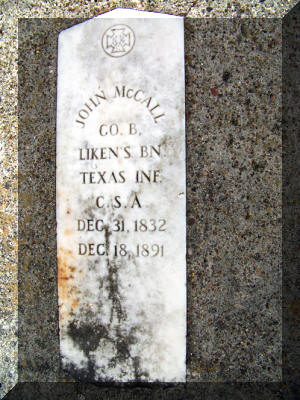 JOHN McCALL
CO. B.
LIKEN'S BN.
TEXAS INF.
C. S. A
DEC. 31, 1832
DEC. 18, 1891